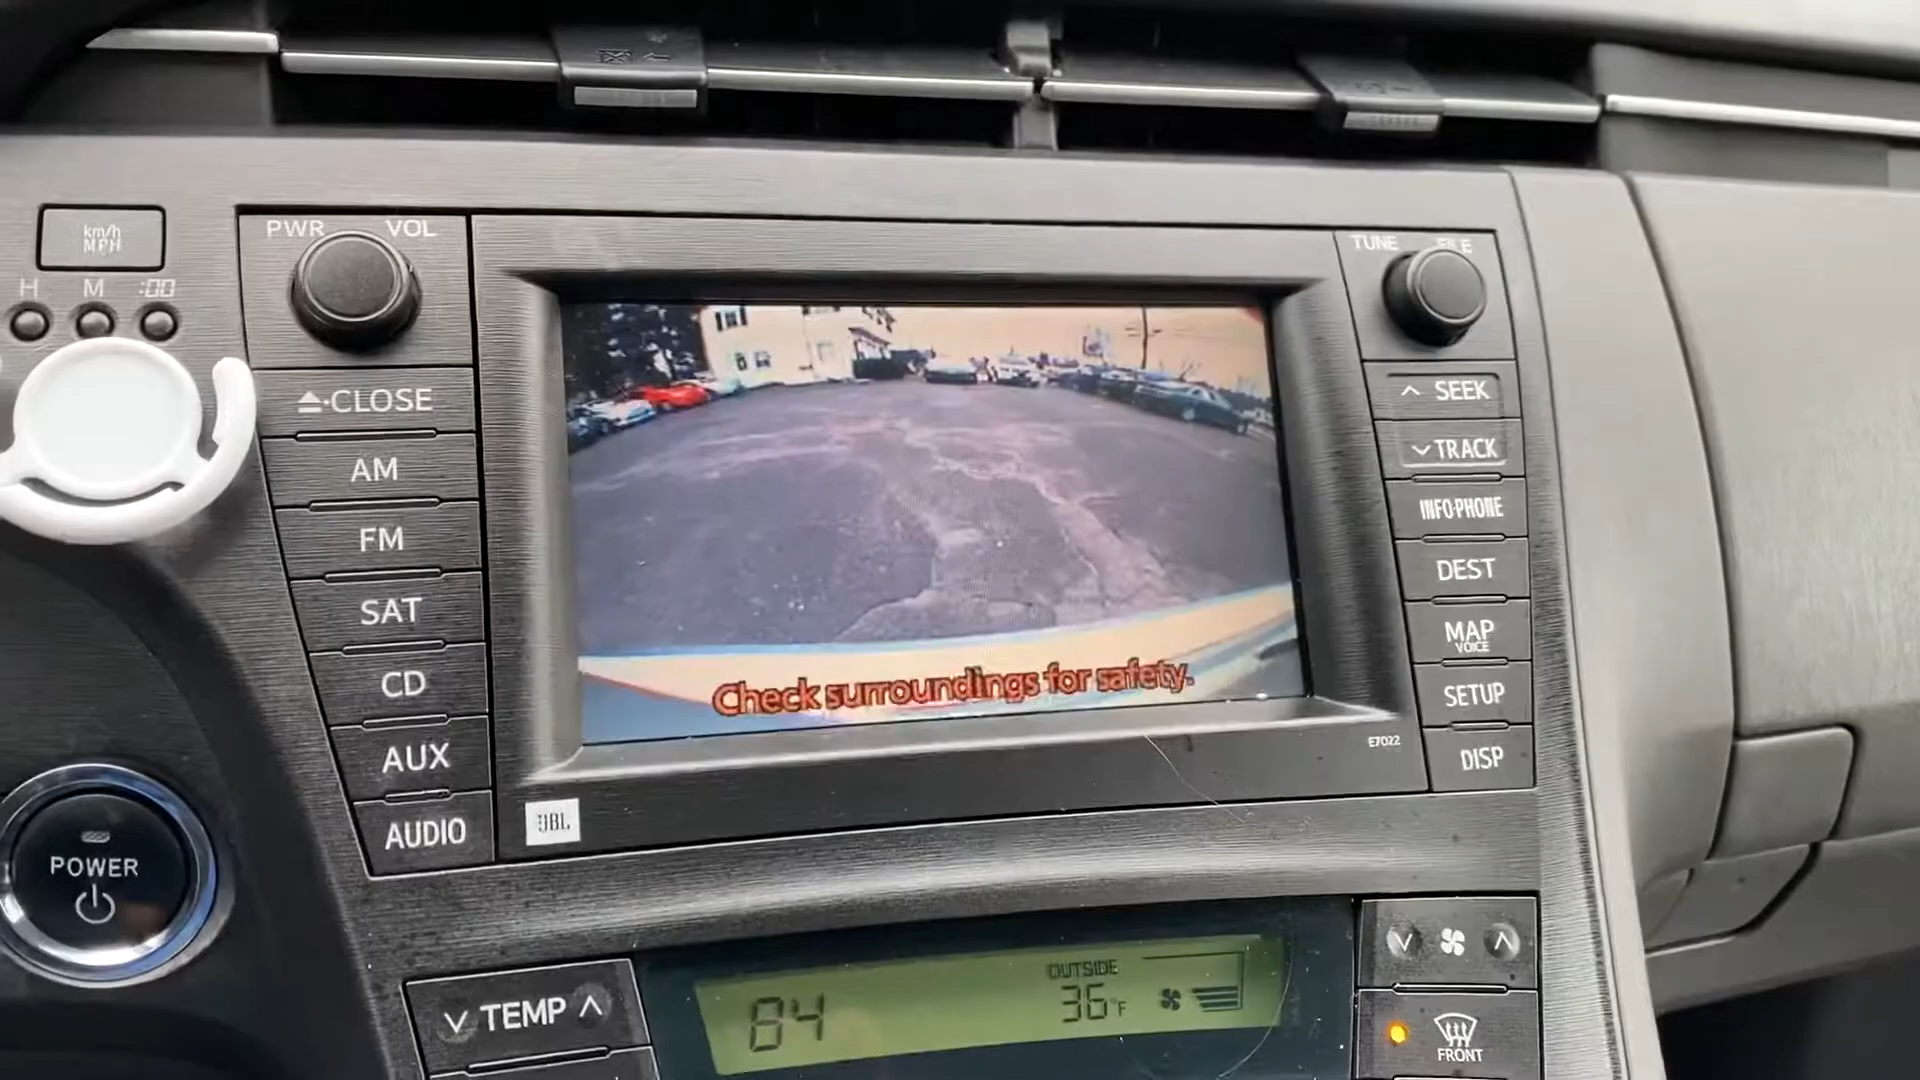 km/h
MPH
H M :00
PWR VOL
TUNE FILE
CLOSE
AM
FM
SAT
CD
AUX
AUDIO
SEEK
TRACK
INFO·PHONE
DEST
MAP
VOICE
SETUP
DISP
Check surroundings for safety.
E7022
JBL
POWER
TEMP
84
OUTSIDE
36°F
FRONT